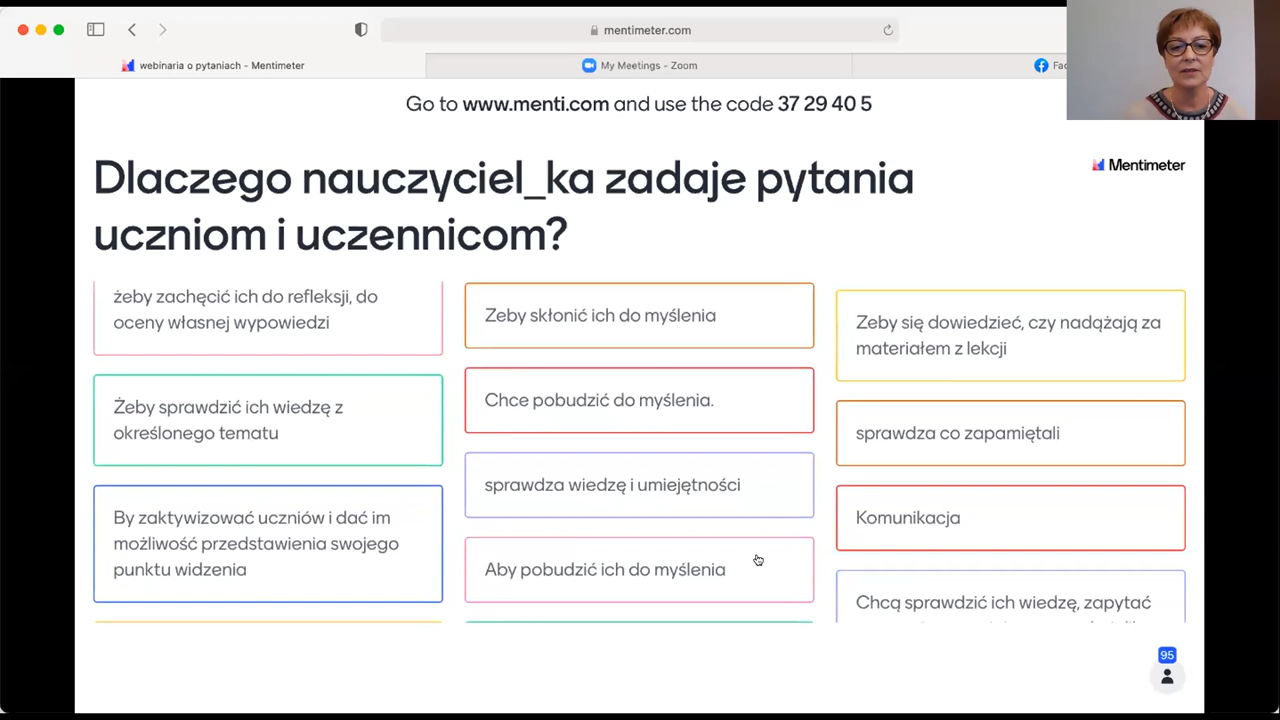 mentimeter.com
webinaria o pytaniach - Mentimeter
My Meetings - Zoom
Go to www.menti.com and use the code 37 29 40 5
Mentimeter
Dlaczego nauczyciel_ka zadaje pytania
uczniom i uczennicom?
żeby zachęcić ich do refleksji, do
oceny własnej wypowiedzi
Żeby sprawdzić ich wiedzę z
określonego tematu
By zaktywizować uczniów i dać im
możliwość przedstawienia swojego
punktu widzenia
Zeby skłonić ich do myślenia
Chce pobudzić do myślenia.
sprawdza wiedzę i umiejętności
Aby pobudzić ich do myślenia
Zeby się dowiedzieć, czy nadążają za
materiałem z lekcji
sprawdza co zapamiętali
Komunikacja
Chcą sprawdzić ich wiedzę, zapytać
95